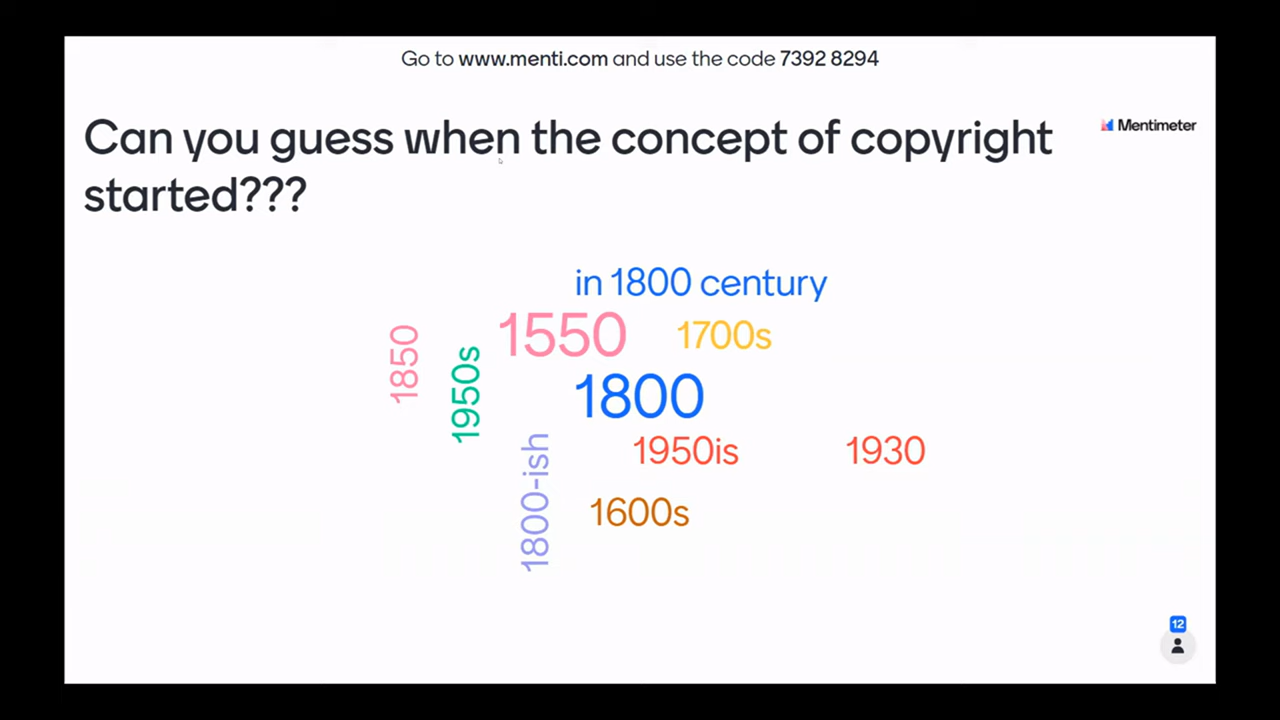 Go to www.menti.com and use the code 7392 8294
Can you guess when the concept of copyright
started???
Mentimeter
in 1800 century
1550
1700s
1850
1950s
1800
1950is
1930
1800-ish
1600s
12